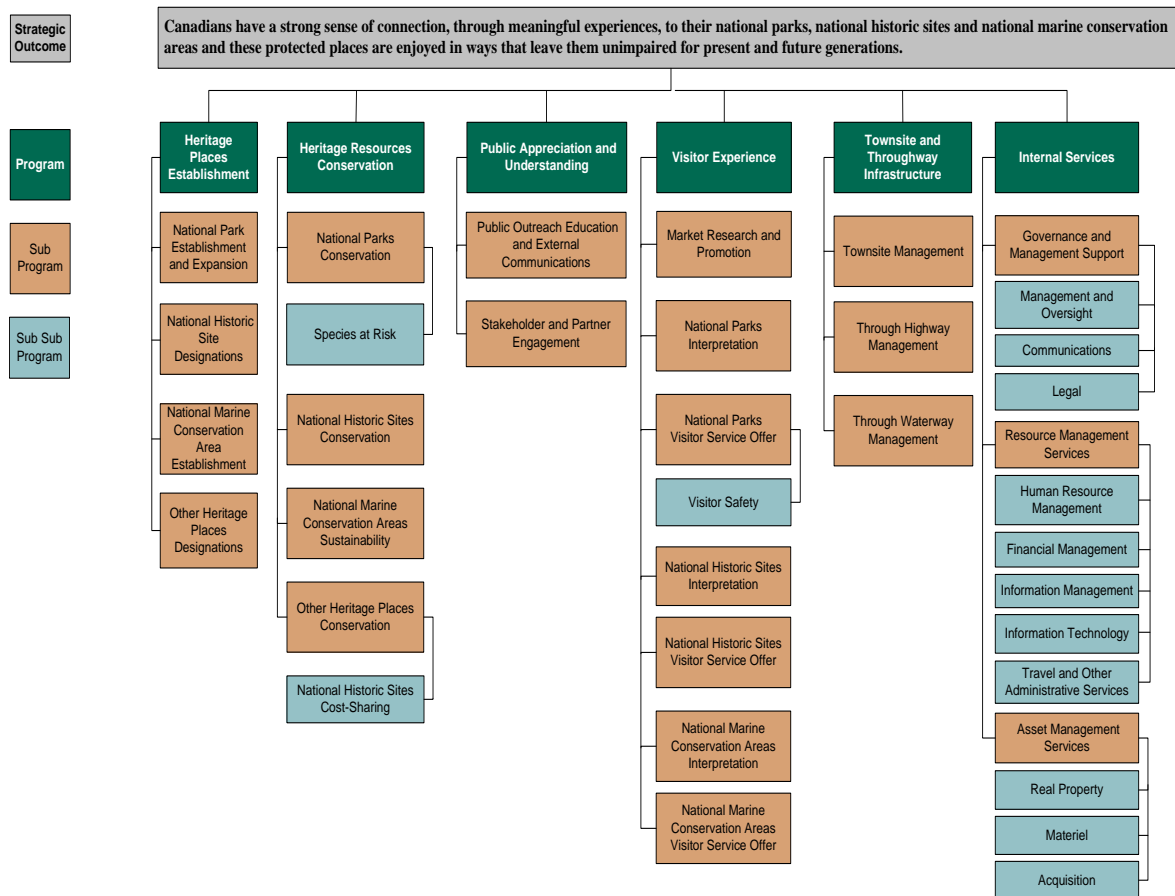 Strategic
Outcome
Canadians have a strong sense of connection, through meaningful experiences, to their national parks, national historic sites and national marine conservation
areas and these protected places are enjoyed in ways that leave them unimpaired for present and future generations.
Program
Sub
Program
Sub Sub
Program
Heritage
Places
Establishment
National Park
Establishment
and Expansion
National Historic
Site
Designations
National Marine
Conservation
Area
Establishment
Other Heritage
Places
Designations
Heritage Resources
Conservation
National Parks
Conservation
Species at Risk
National Historic Sites
Conservation
National Marine
Conservation Areas
Sustainability
Other Heritage Places
Conservation
National Historic Sites
Cost-Sharing
Public Appreciation and
Understanding
Public Outreach Education
and External
Communications
Stakeholder and Partner
Engagement
Visitor Experience
Market Research and
Promotion
National Parks
Interpretation
National Parks
Visitor Service Offer
Visitor Safety
National Historic Sites
Interpretation
National Historic Sites
Visitor Service Offer
National Marine
Conservation Areas
Interpretation
National Marine
Conservation Areas
Visitor Service Offer
Townsite and
Throughway
Infrastructure
Townsite Management
Through Highway
Management
Through Waterway
Management
Internal Services
Governance and
Management Support
Management and
Oversight
Communications
Legal
Resource Management
Services
Human Resource
Management
Financial Management
Information Management
Information Technology
Travel and Other
Administrative Services
Asset Management
Services
Real Property
Materiel
Acquisition